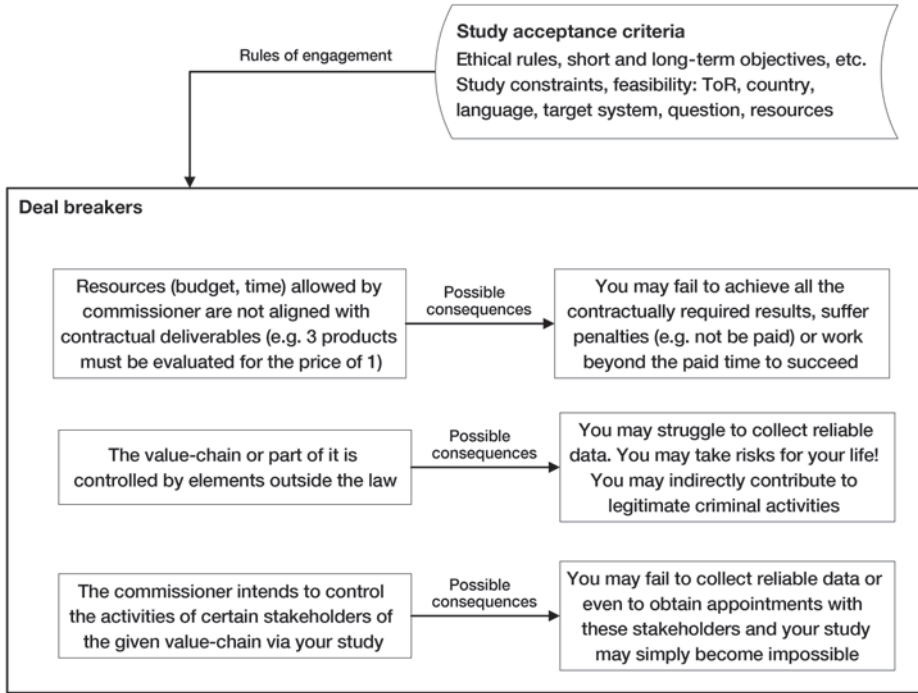 Study acceptance criteria
Ethical rules, short and long-term objectives, etc.
Study constraints, feasibility: ToR, country,
language, target system, question, resources
Rules of engagement
Deal breakers
Resources (budget, time) allowed by
commissioner are not aligned with
contractual deliverables (e.g. 3 products
must be evaluated for the price of 1)
Possible
consequences
You may fail to achieve all the
contractually required results, suffer
penalties (e.g. not be paid) or work
beyond the paid time to succeed
The value-chain or part of it is
controlled by elements outside the law
Possible
consequences
You may struggle to collect reliable
data. You may take risks for your life!
You may indirectly contribute to
legitimate criminal activities
The commissioner intends to control
the activities of certain stakeholders of
the given value-chain via your study
Possible
consequences
You may fail to collect reliable data or
even to obtain appointments with
these stakeholders and your study
may simply become impossible